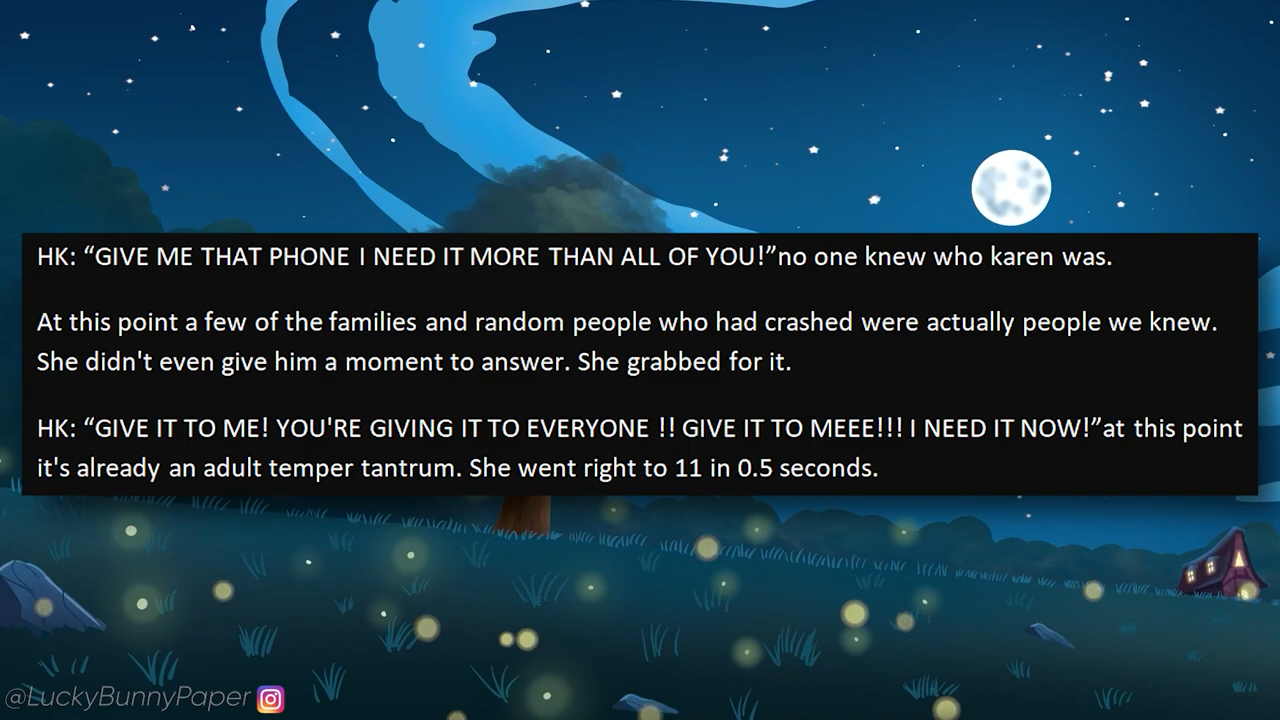 HK: “GIVE ME THAT PHONE I NEED IT MORE THAN ALL OF YOU!”no one knew who karen was.
At this point a few of the families and random people who had crashed were actually people we knew.
She didn't even give him a moment to answer. She grabbed for it.
HK: “GIVE IT TO ME! YOU'RE GIVING IT TO EVERYONE !! GIVE IT TO MEEE!!! I NEED IT NOW!”at this point
it's already an adult temper tantrum. She went right to 11 in 0.5 seconds.
@LuckyBunnyPaper